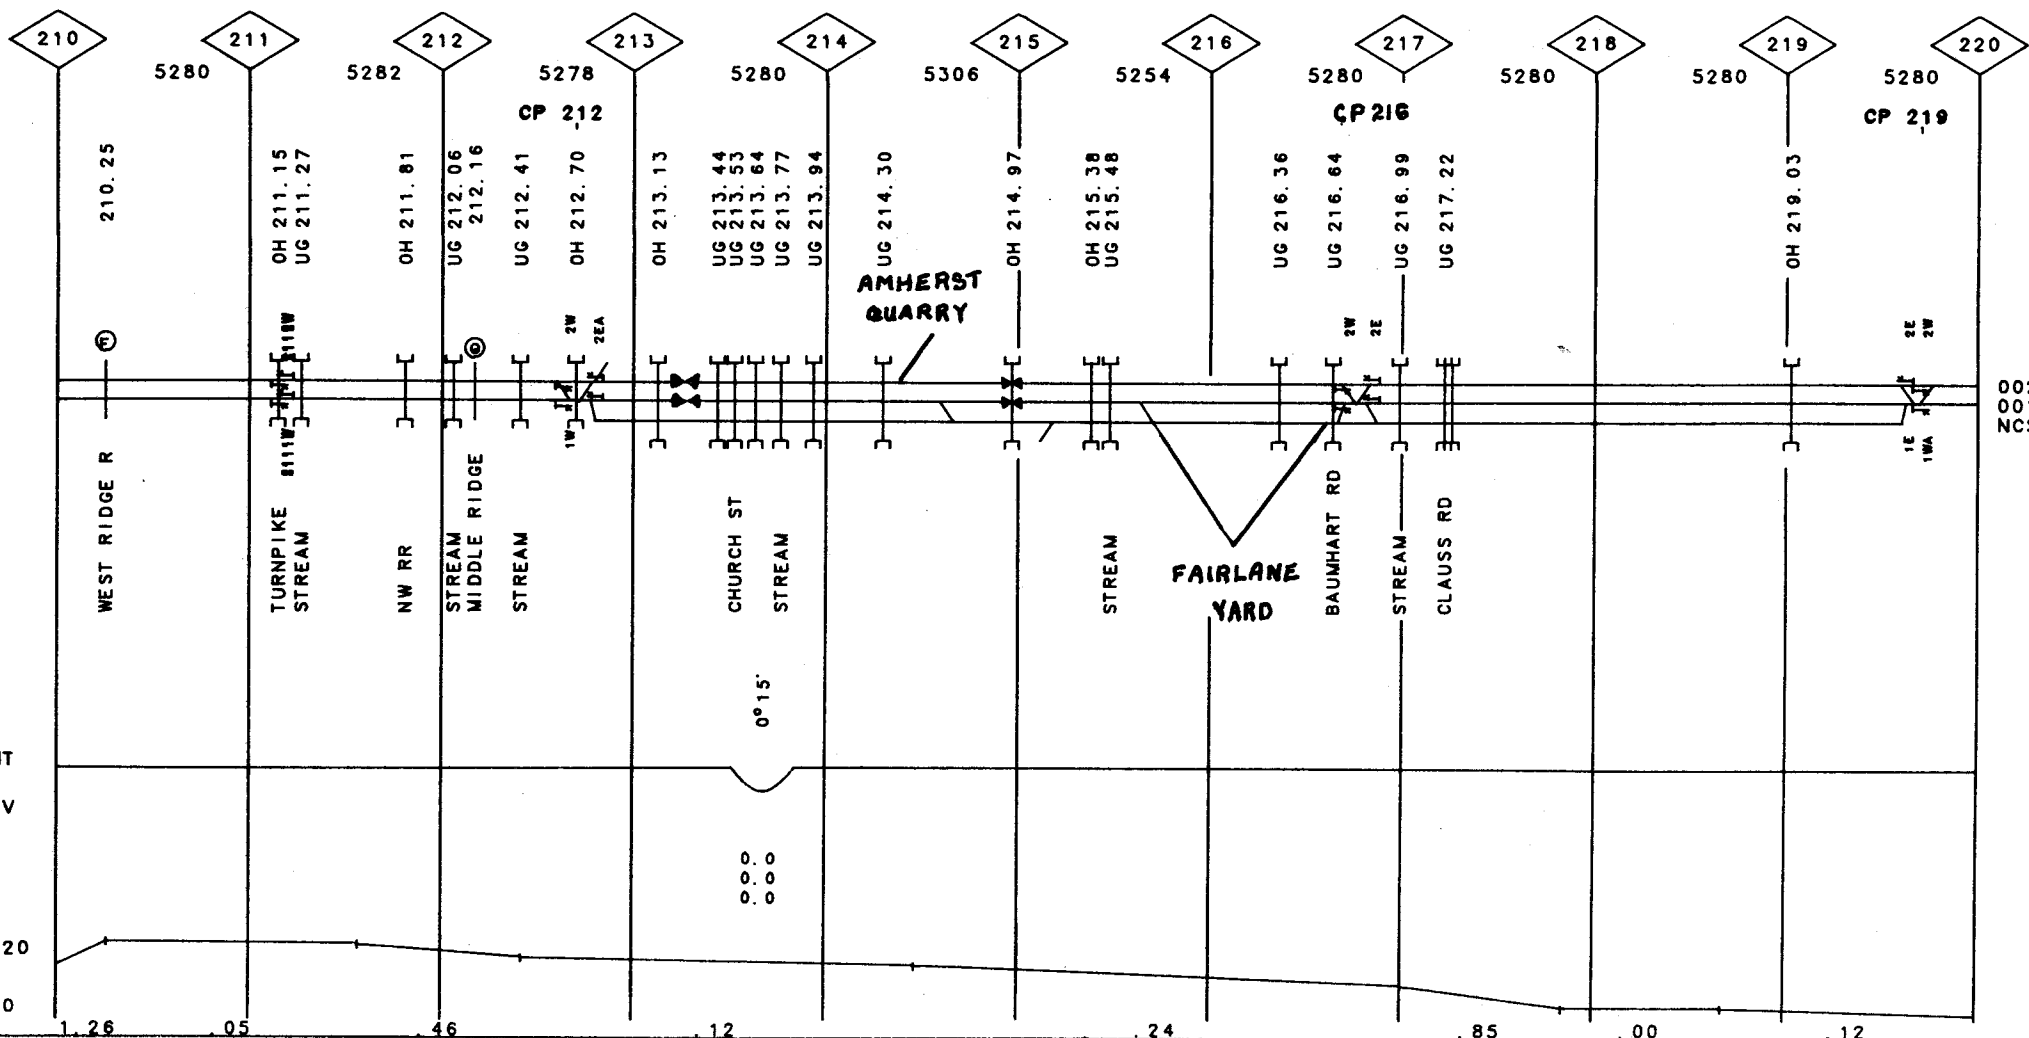 210 211 212 213 214 215 216 217 218 219 220
5280 5282 5278 5280 5306 5254 5280 5280 5280 5280
CP 212 CP 216 CP 219
210.25
OH 211.15
UG 211.27
OH 211.81
UG 212.06
212.16
UG 212.41
OH 212.70
OH 213.13
UG 213.44
UG 213.53
UG 213.64
UG 213.77
UG 213.94
UG 214.30
OH 214.97
OH 215.38
UG 215.48
UG 216.36
UG 216.64
UG 216.99
UG 217.22
OH 219.03
AMHERST
QUARRY
2W 2EA 2W 2E 2E 2W
E
2111W
1W
1E 1WA
WEST RIDGE R
TURNPIKE
STREAM
NW RR
STREAM
MIDDLE RIDGE
STREAM
CHURCH ST
STREAM
STREAM
FAIRLANE
YARD
BAUMHART RD
STREAM
CLAUSS RD
0°15'
V
0.0
0.0
0.0
20
0
1.26 .05 .46 .12 .24 .85 .00 .12